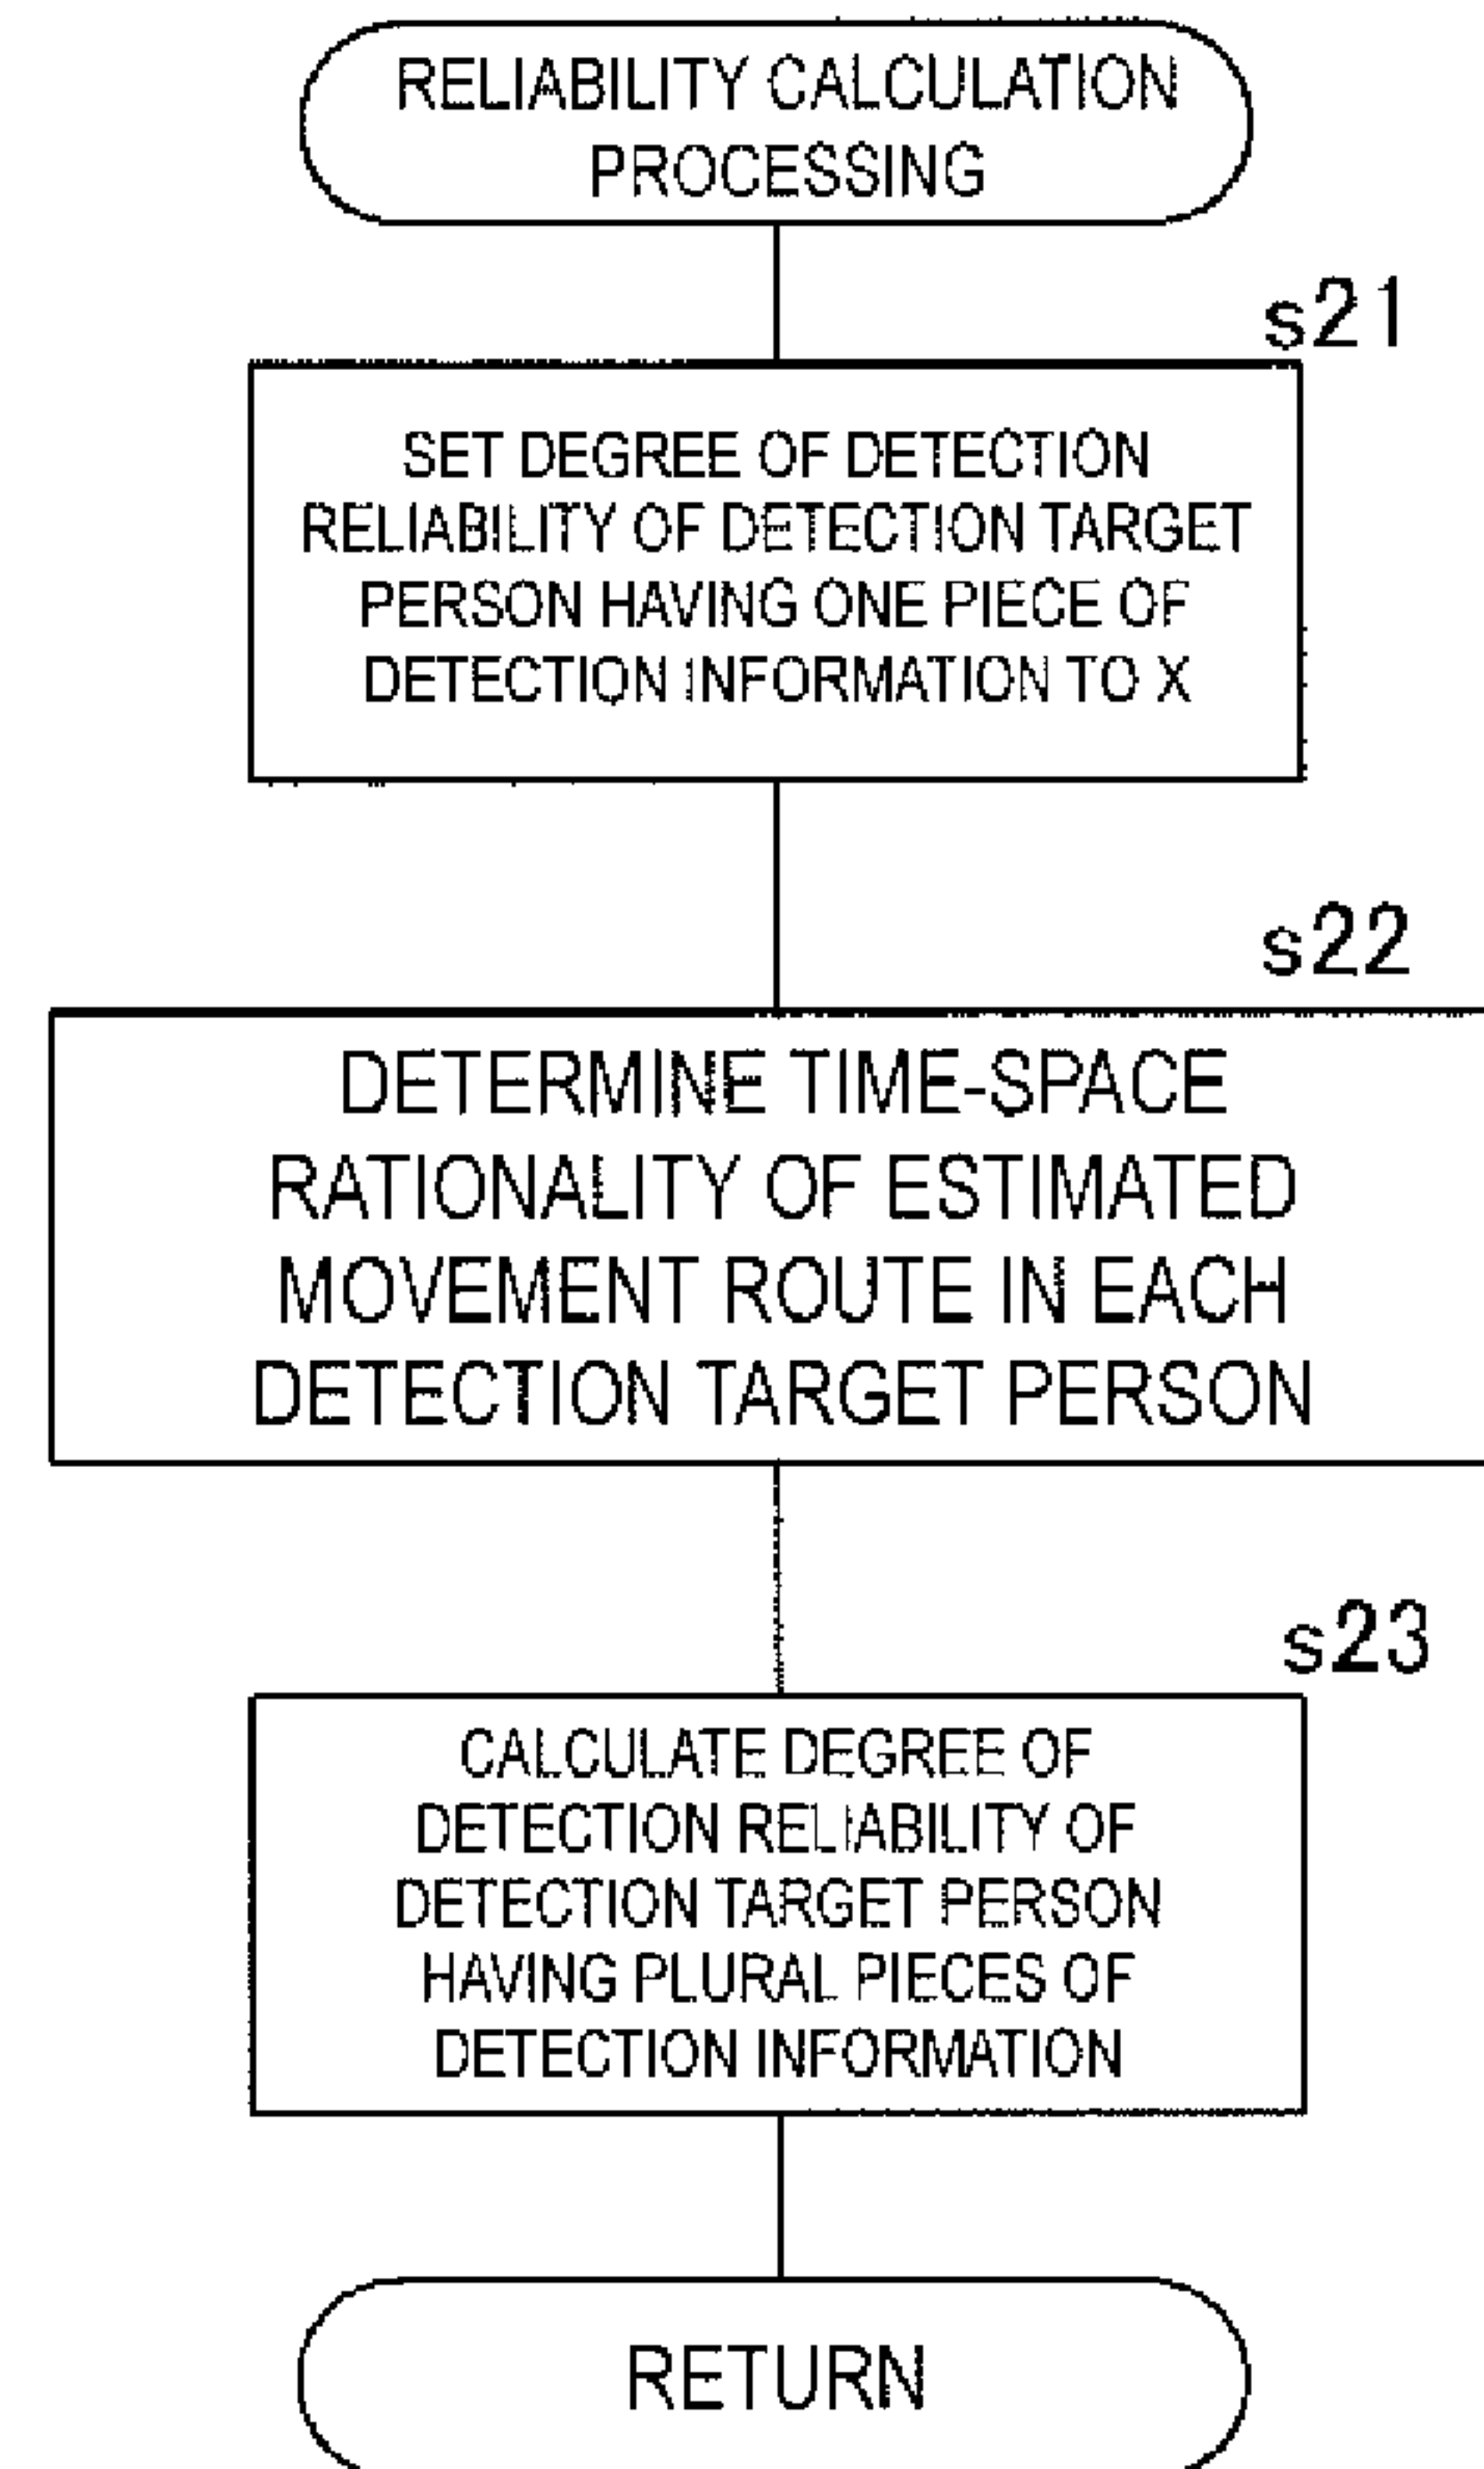 RELIABILITY CALCULATION
PROCESSING
s21
SET DEGREE OF DETECTION
RELIABILITY OF DETECTION TARGET
PERSON HAVING ONE PIECE OF
DETECTION INFORMATION TO X
s22
DETERMINE TIME-SPACE
RATIONALITY OF ESTIMATED
MOVEMENT ROUTE IN EACH
DETECTION TARGET PERSON
s23
CALCULATE DEGREE OF
DETECTION RELIABILITY OF
DETECTION TARGET PERSON
HAVING PLURAL PIECES OF
DETECTION INFORMATION
RETURN